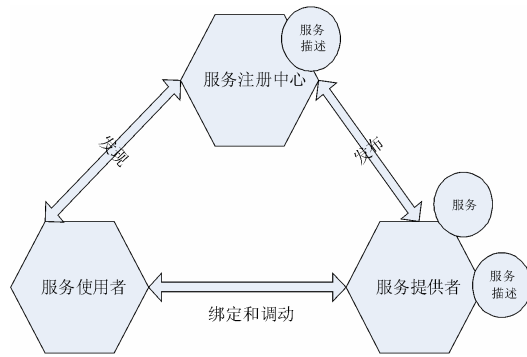 服务
描述
服务注册中心
发现
发布
服务
服务使用者
服务提供者
服务
描述
绑定和调动